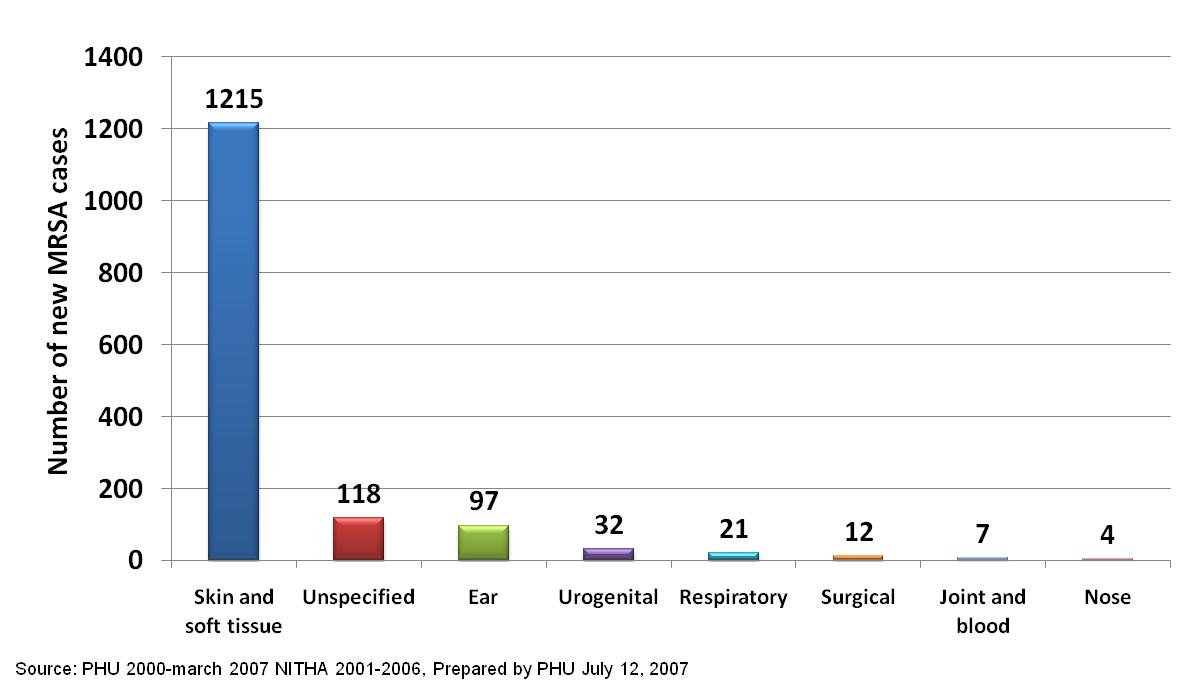 1400
1200
1000
800
600
400
200
0
Number of new MRSA cases
1215
118
97
32
21
12
7
4
Skin and
soft tissue
Unspecified
Ear
Urogenital
Respiratory
Surgical
Joint and
blood
Nose
Source: PHU 2000-march 2007 NITHA 2001-2006, Prepared by PHU July 12, 2007